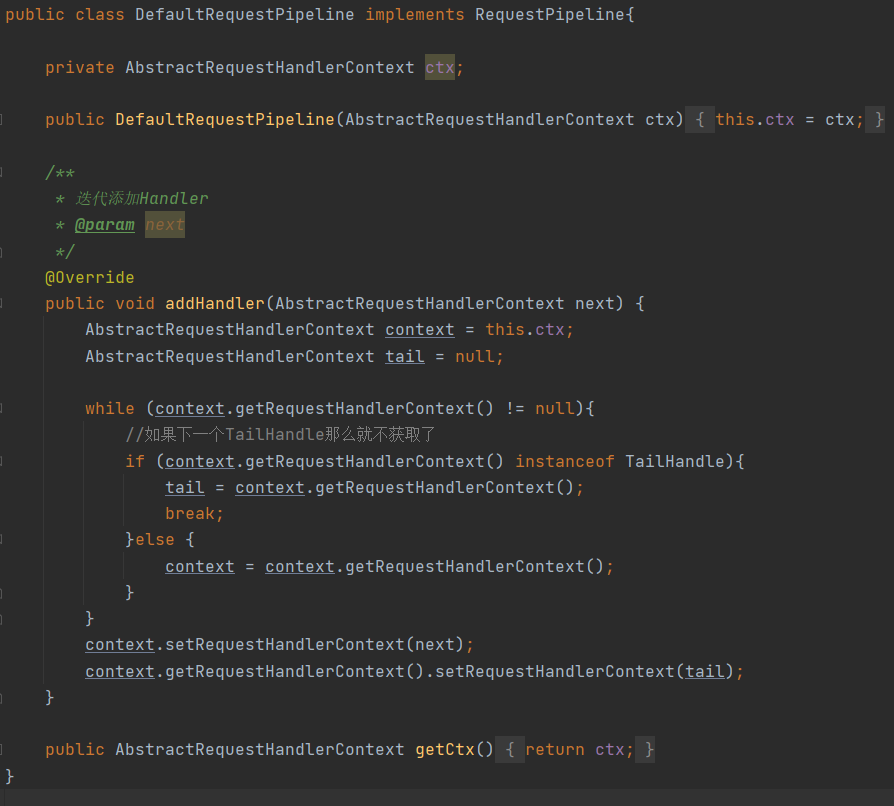 public class DefaultRequestPipeline implements RequestPipeline{
private AbstractRequestHandlerContext ctx;
public DefaultRequestPipeline(AbstractRequestHandlerContext ctx) { this.ctx = ctx; }
/**
* 迭代添加Handler
* @param next
*/
@Override
public void addHandler(AbstractRequestHandlerContext next) {
AbstractRequestHandlerContext context = this.ctx;
AbstractRequestHandlerContext tail = null;
while (context.getRequestHandlerContext() != null){
//如果下一个TailHandle那么就不获取了
if (context.getRequestHandlerContext() instanceof TailHandle){
tail = context.getRequestHandlerContext();
break;
}else {
context = context.getRequestHandlerContext();
}
}
context.setRequestHandlerContext(next);
context.getRequestHandlerContext().setRequestHandlerContext(tail);
}
public AbstractRequestHandlerContext getCtx() { return ctx; }
}